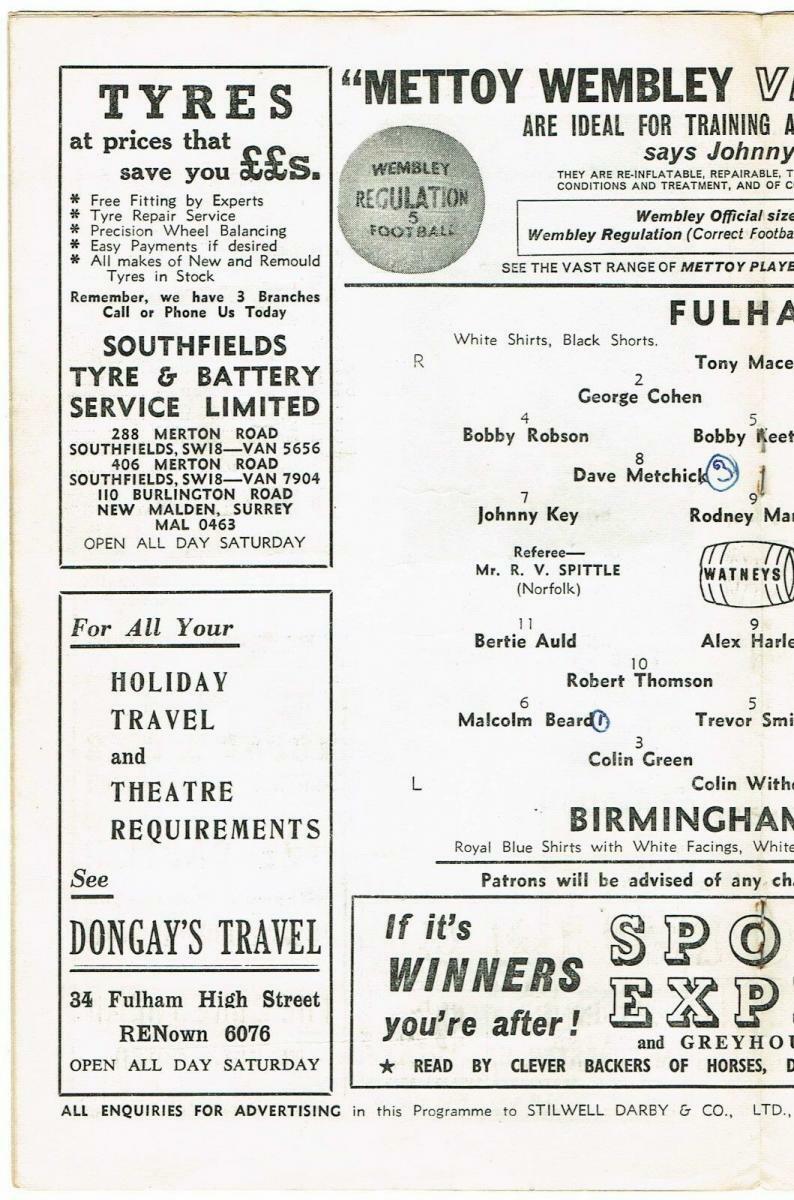 TYRES
at prices that
save you ££s.
* Free Fitting by Experts
* Tyre Repair Service
* Precision Wheel Balancing
* Easy Payments if desired
* All makes of New and Remould
Tyres in Stock
Remember, we have 3 Branches
Call or Phone Us Today
SOUTHFIELDS
TYRE & BATTERY
SERVICE LIMITED
288 MERTON ROAD
SOUTHFIELDS, SW18—VAN 5656
406 MERTON ROAD
SOUTHFIELDS, SW18—VAN 7904
110 BURLINGTON ROAD
NEW MALDEN, SURREY
MAL 0463
OPEN ALL DAY SATURDAY
For All Your
HOLIDAY
TRAVEL
and
THEATRE
REQUIREMENTS
See
DONGAY'S TRAVEL
34 Fulham High Street
RENown 6076
OPEN ALL DAY SATURDAY
"METTOY WEMBLEY
ARE IDEAL FOR TRAINING A
says Johnny
THEY ARE RE-INFLATABLE, REPAIRABLE, T
CONDITIONS AND TREATMENT, AND OF C
WEMBLEY
REGULATION
5
FOOTBALL
Wembley Official size
Wembley Regulation (Correct Footba
SEE THE VAST RANGE OF METTOY PLAYE
FULHA
White Shirts, Black Shorts.
R Tony Mace
2
George Cohen
4 5
Bobby Robson Bobby Keet
8
Dave Metchick 3
7 9
Johnny Key Rodney Mar
Referee—
Mr. R. V. SPITTLE
(Norfolk)
WATNEYS
11 9
Bertie Auld Alex Harle
10
Robert Thomson
6 5
Malcolm Beard 1 Trevor Smi
3
Colin Green
L Colin Withe
BIRMINGHAM
Royal Blue Shirts with White Facings, White
Patrons will be advised of any cha
If it's
WINNERS
you're after!
SPO
EXP
and GREYHOU
★ READ BY CLEVER BACKERS OF HORSES, D
ALL ENQUIRIES FOR ADVERTISING in this Programme to STILWELL DARBY & CO., LTD.,